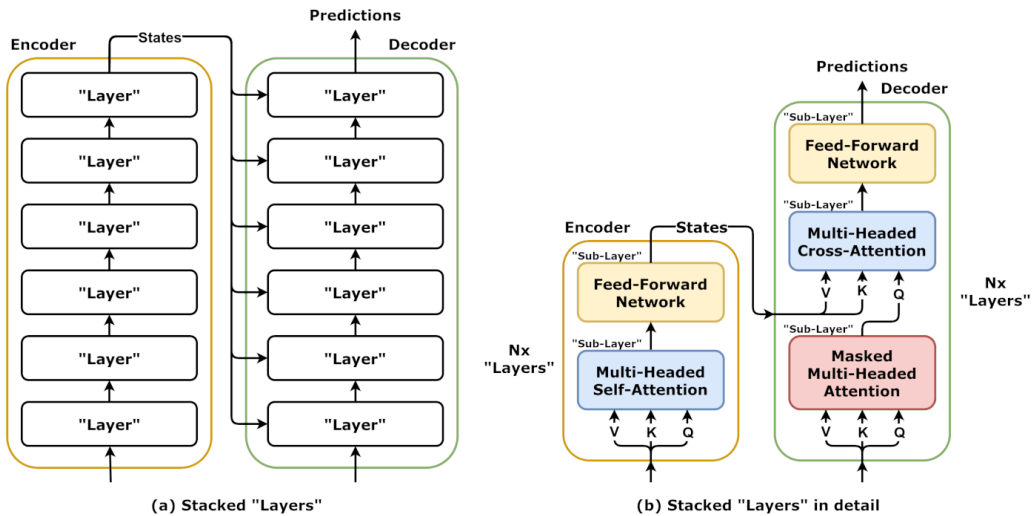 Predictions
Encoder
States
Decoder
"Layer"
"Layer"
"Layer"
"Layer"
"Layer"
"Layer"
"Layer"
"Layer"
"Layer"
"Layer"
"Layer"
"Layer"
(a) Stacked "Layers"
Predictions
Decoder
"Sub-Layer"
Feed-Forward
Network
"Sub-Layer"
Multi-Headed
Cross-Attention
V
K
Q
"Sub-Layer"
Masked
Multi-Headed
Attention
V
K
Q
Nx
"Layers"
Encoder
States
"Sub-Layer"
Feed-Forward
Network
"Sub-Layer"
Multi-Headed
Self-Attention
V
K
Q
Nx
"Layers"
(b) Stacked "Layers" in detail